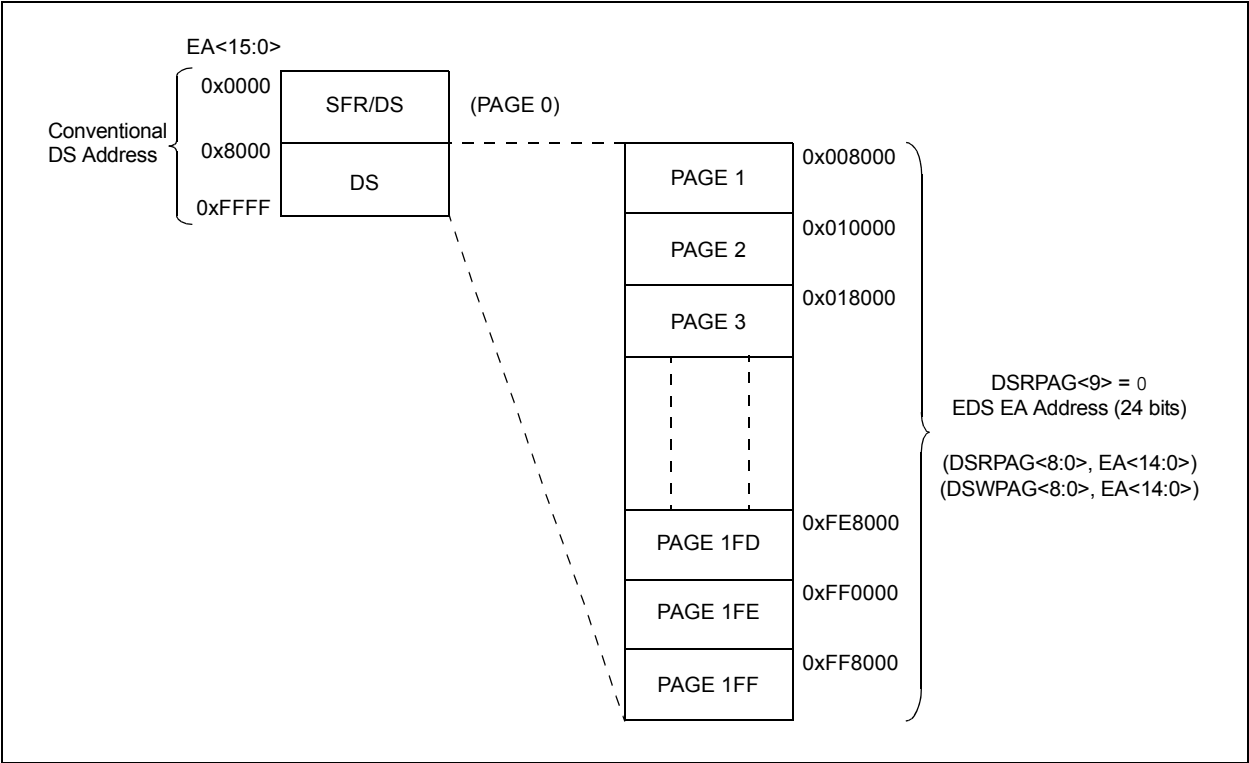 EA<15:0>
0x0000
SFR/DS
(PAGE 0)
Conventional
DS Address
0x8000
DS
0xFFFF
PAGE 1
0x008000
PAGE 2
0x010000
PAGE 3
0x018000
DSRPAG<9> = 0
EDS EA Address (24 bits)
(DSRPAG<8:0>, EA<14:0>)
(DSWPAG<8:0>, EA<14:0>)
PAGE 1FD
0xFE8000
PAGE 1FE
0xFF0000
PAGE 1FF
0xFF8000